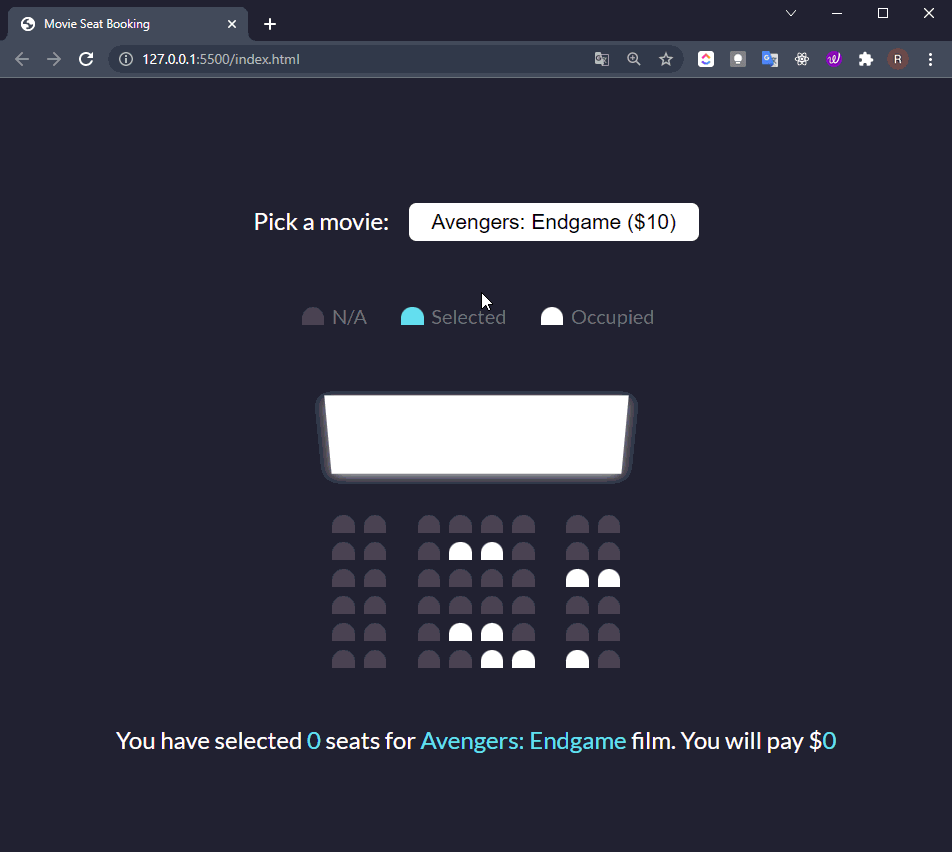 Movie Seat Booking
127.0.0.1:5500/index.html
R
Pick a movie: Avengers: Endgame ($10)
N/A Selected Occupied
You have selected 0 seats for Avengers: Endgame film. You will pay $0